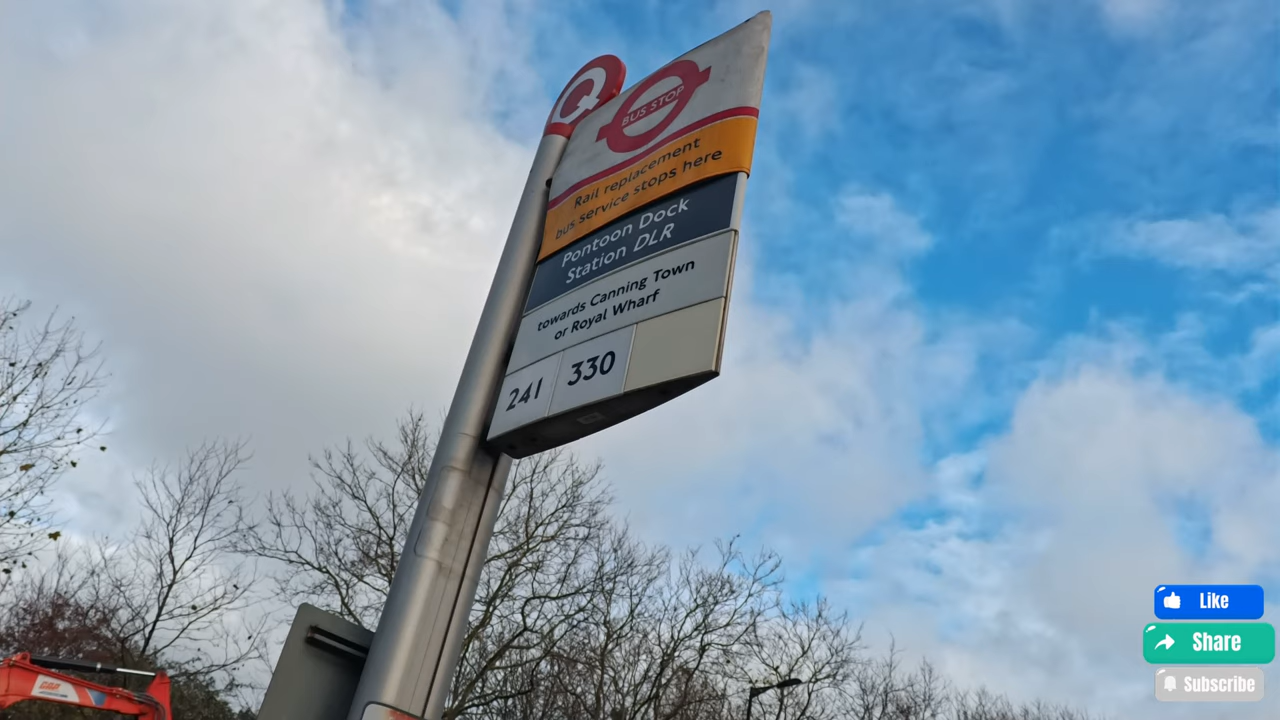 Q
BUS STOP
Rail replacement
bus service stops here
Pontoon Dock
Station DLR
towards Canning Town
or Royal Wharf
241 330
Like
Share
Subscribe